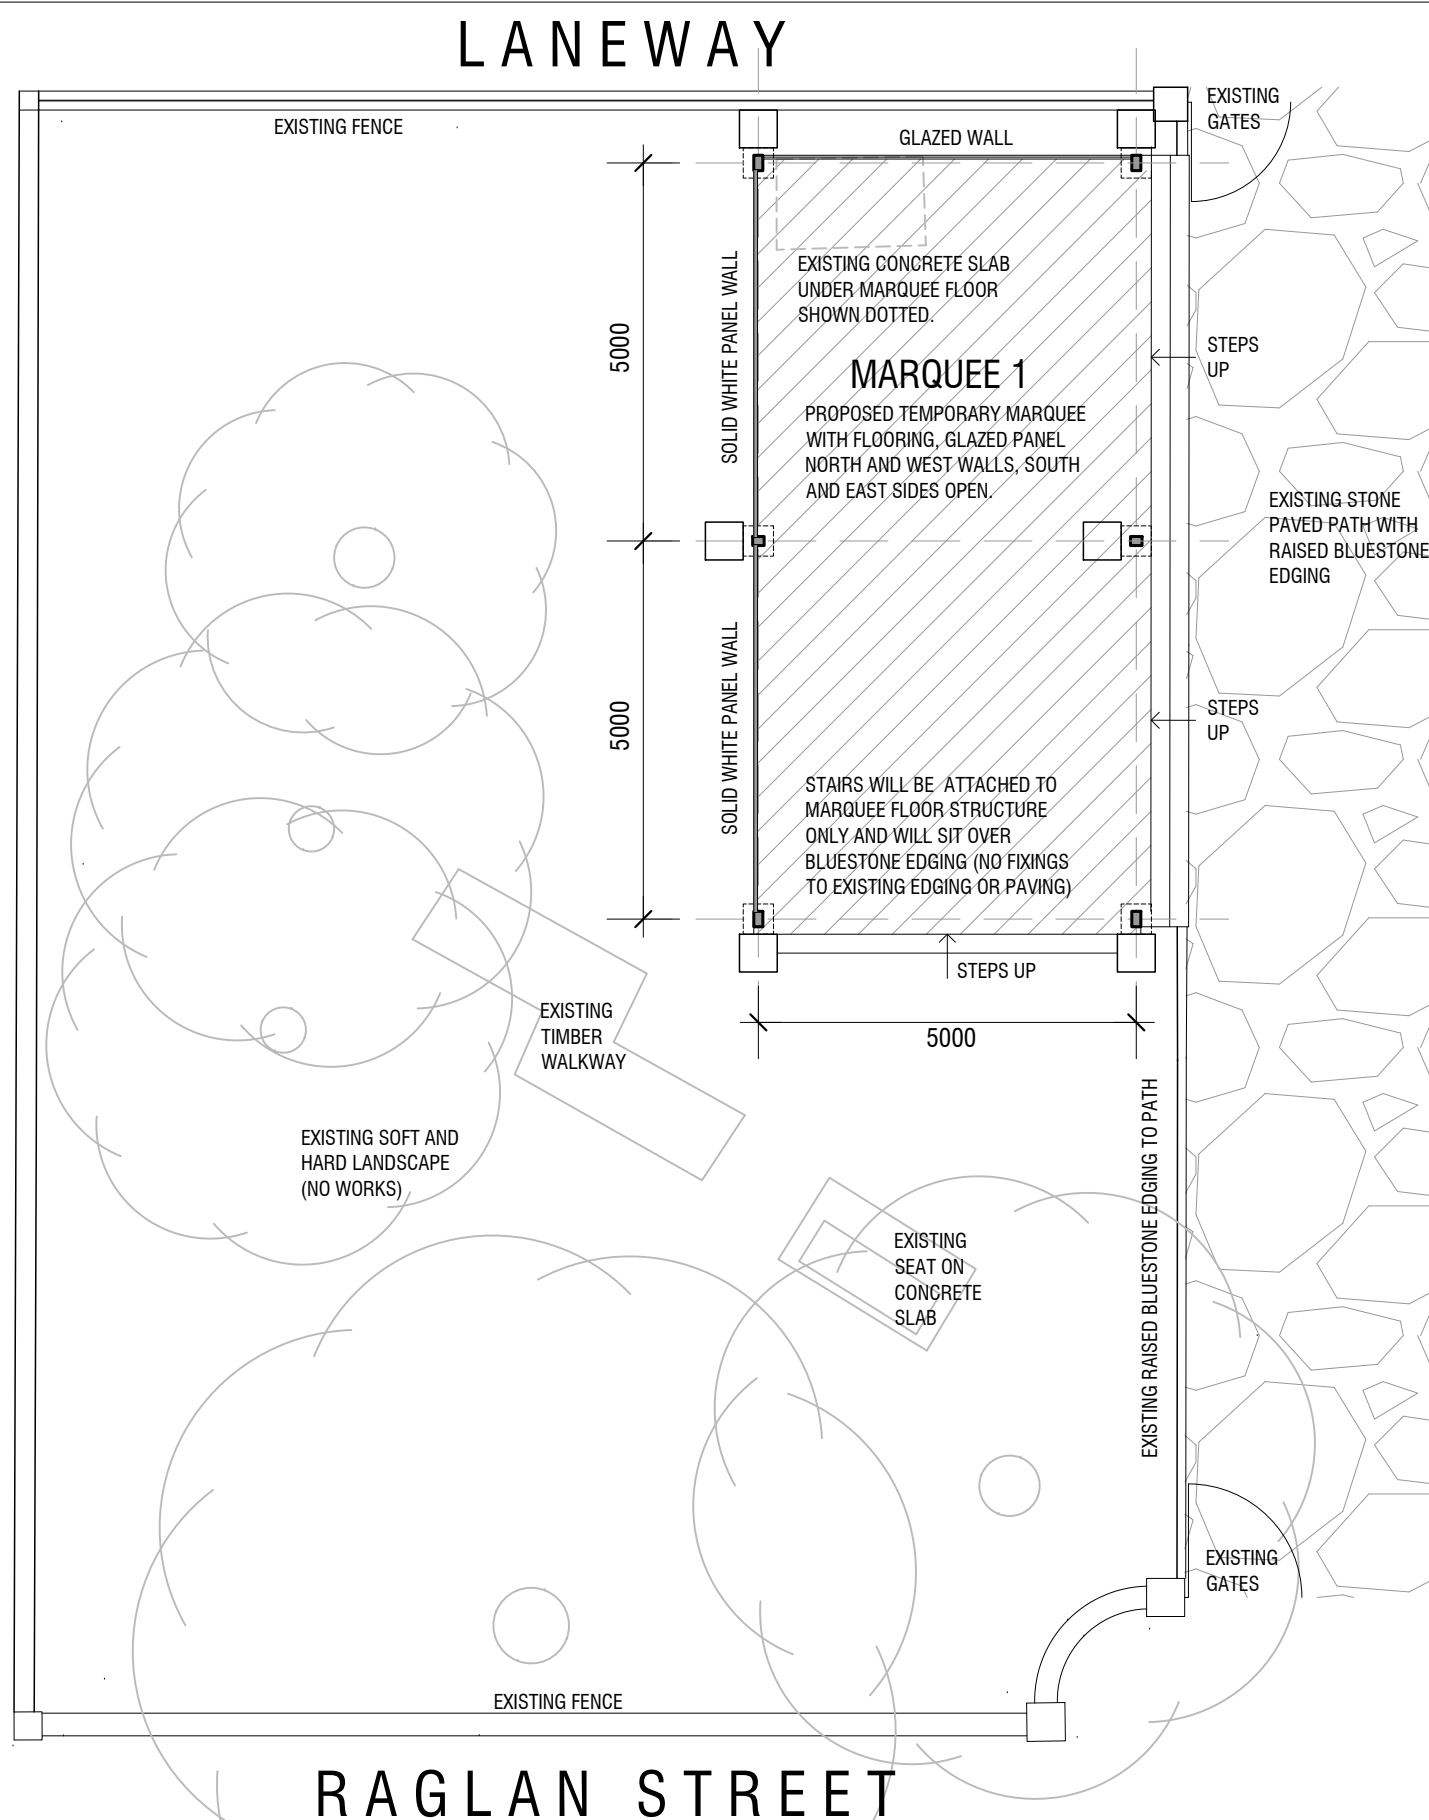 LANEWAY
EXISTING
GATES
EXISTING FENCE
GLAZED WALL
EXISTING CONCRETE SLAB
UNDER MARQUEE FLOOR
SHOWN DOTTED.
SOLID WHITE PANEL WALL
5000
STEPS
UP
MARQUEE 1
PROPOSED TEMPORARY MARQUEE
WITH FLOORING, GLAZED PANEL
NORTH AND WEST WALLS, SOUTH
AND EAST SIDES OPEN.
EXISTING STONE
PAVED PATH WITH
RAISED BLUESTONE
EDGING
SOLID WHITE PANEL WALL
5000
STEPS
UP
STAIRS WILL BE ATTACHED TO
MARQUEE FLOOR STRUCTURE
ONLY AND WILL SIT OVER
BLUESTONE EDGING (NO FIXINGS
TO EXISTING EDGING OR PAVING)
STEPS UP
5000
EXISTING
TIMBER
WALKWAY
EXISTING SOFT AND
HARD LANDSCAPE
(NO WORKS)
EXISTING RAISED BLUESTONE EDGING TO PATH
EXISTING
SEAT ON
CONCRETE
SLAB
EXISTING
GATES
EXISTING FENCE
RAGLAN STREET